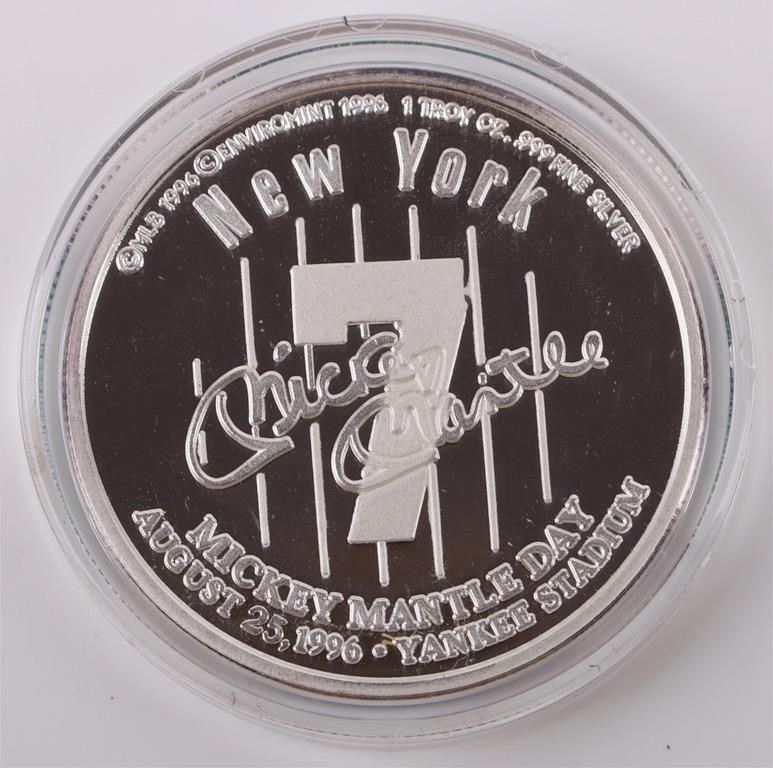 ©MLB 1996 ©ENVIROMINT 1996 1 TROY OZ. .999 FINE SILVER
New York
7
Mickey Mantle
MICKEY MANTLE DAY
AUGUST 25, 1996 • YANKEE STADIUM